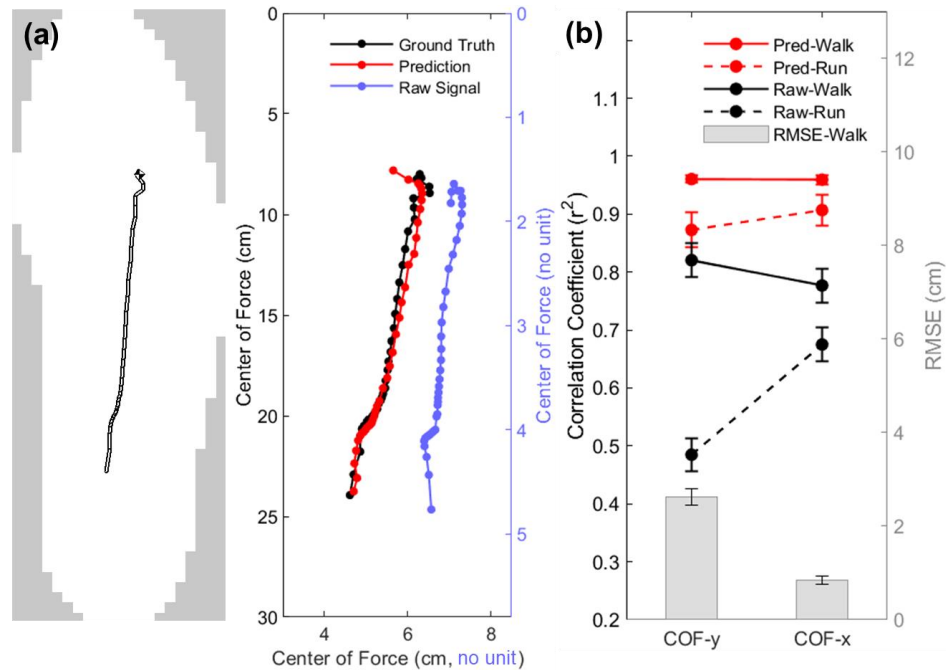 (a)
0
5
10
15
20
25
30
Center of Force (cm)
Ground Truth
Prediction
Raw Signal
0
1
2
3
4
5
Center of Force (no unit)
4
6
8
Center of Force (cm, no unit)
(b)
1.2
1.1
1
0.9
0.8
0.7
0.6
0.5
0.4
0.3
0.2
Correlation Coefficient (r²)
Pred-Walk
Pred-Run
Raw-Walk
Raw-Run
RMSE-Walk
12
10
8
6
4
2
0
RMSE (cm)
COF-y
COF-x